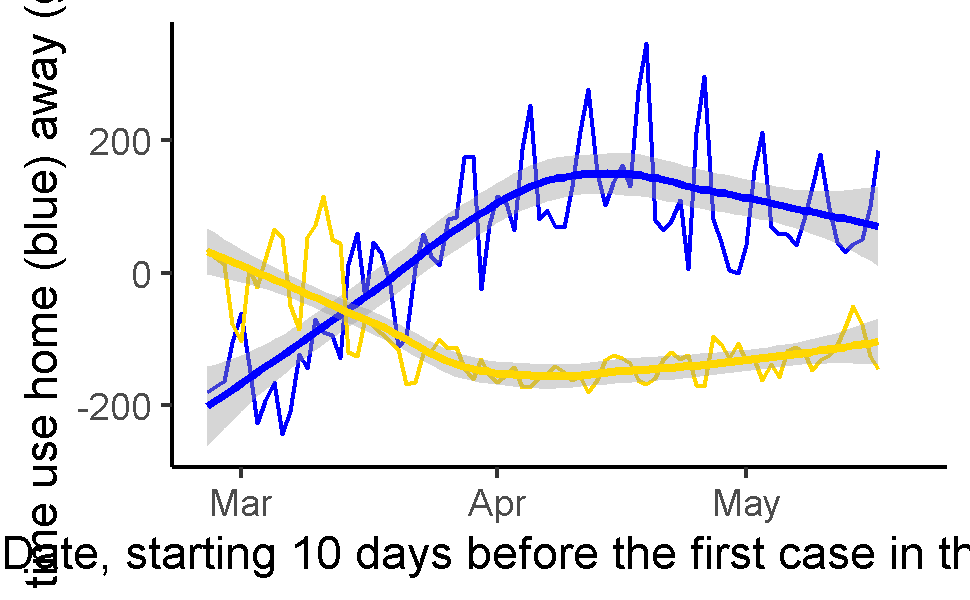 time use home (blue) away (
200
0
-200
Mar Apr May
Date, starting 10 days before the first case in th